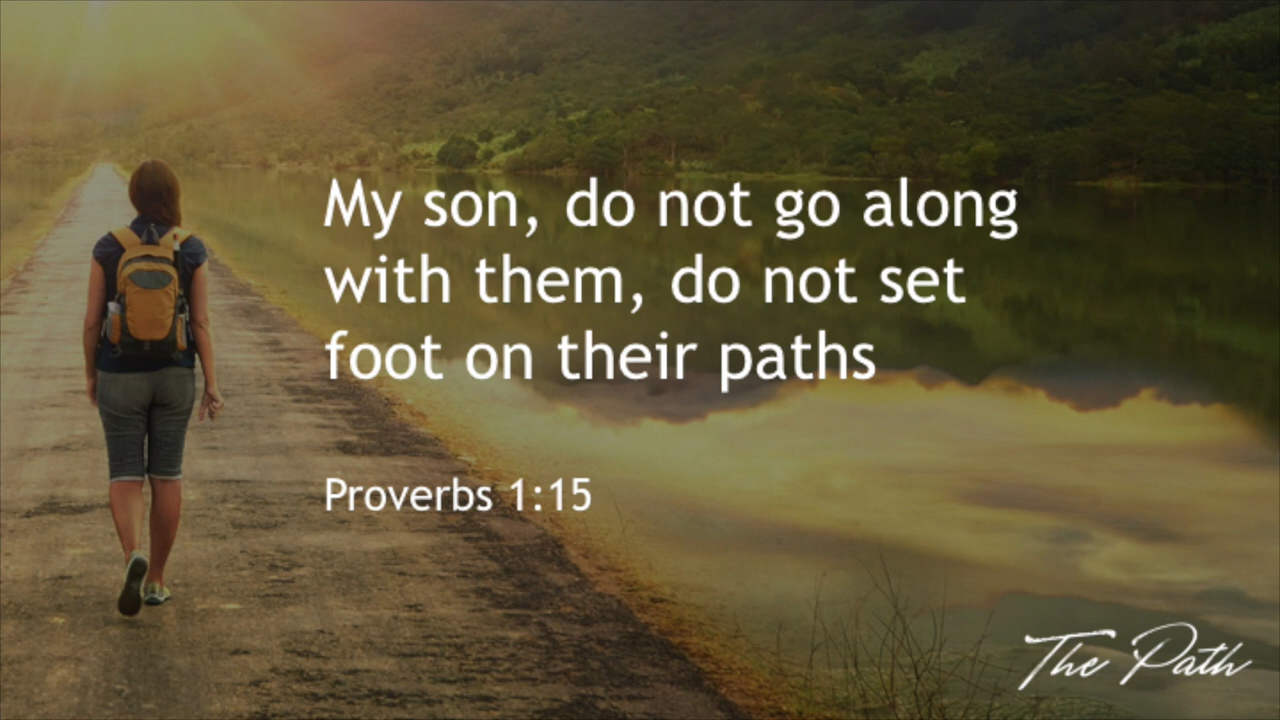 My son, do not go along
with them, do not set
foot on their paths
Proverbs 1:15
The Path